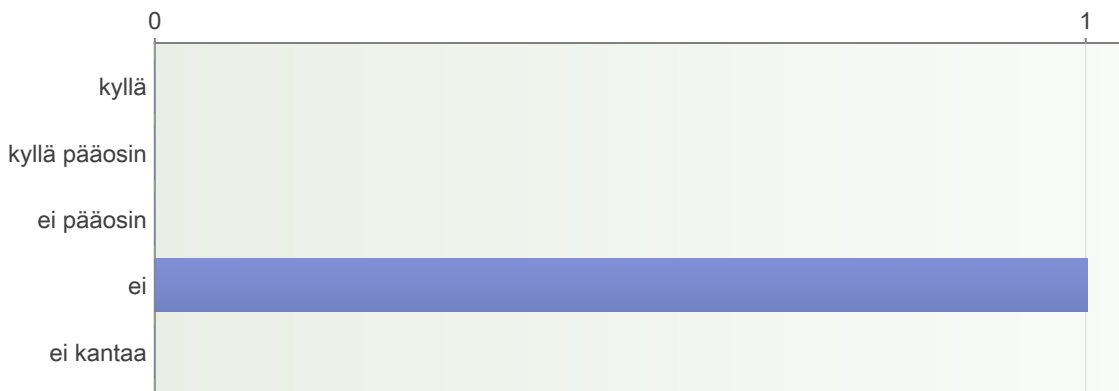 0 1
kyllä
kyllä pääosin
ei pääosin
ei
ei kantaa